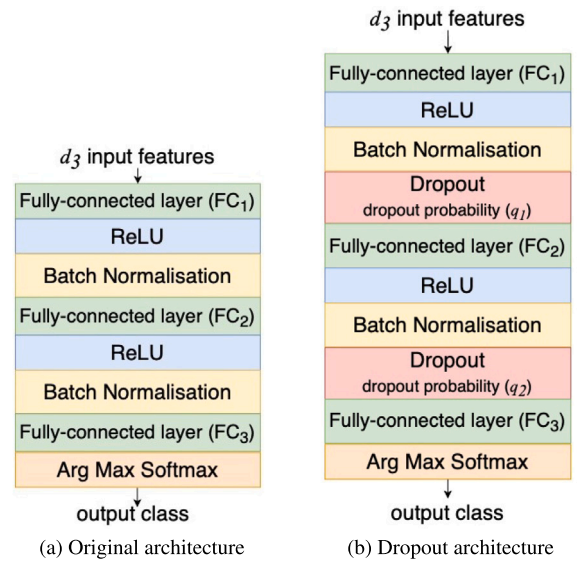 d3 input features
Fully-connected layer (FC1)
ReLU
Batch Normalisation
Fully-connected layer (FC2)
ReLU
Batch Normalisation
Fully-connected layer (FC3)
Arg Max Softmax
output class
(a) Original architecture
d3 input features
Fully-connected layer (FC1)
ReLU
Batch Normalisation
Dropout
dropout probability (q1)
Fully-connected layer (FC2)
ReLU
Batch Normalisation
Dropout
dropout probability (q2)
Fully-connected layer (FC3)
Arg Max Softmax
output class
(b) Dropout architecture